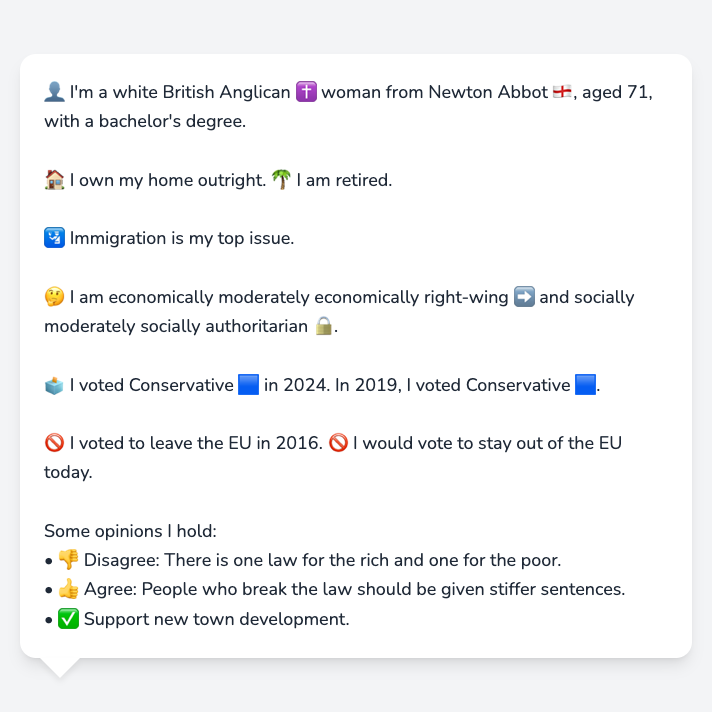 👤 I'm a white British Anglican ✝️ woman from Newton Abbot 🏴󠁧󠁢󠁥󠁮󠁧󠁿, aged 71,
with a bachelor's degree.
🏠 I own my home outright. 🌴 I am retired.
🛂 Immigration is my top issue.
🤔 I am economically moderately economically right-wing ➡️ and socially
moderately socially authoritarian 🔒.
🗳️ I voted Conservative 🟦 in 2024. In 2019, I voted Conservative 🟦.
🚫 I voted to leave the EU in 2016. 🚫 I would vote to stay out of the EU
today.
Some opinions I hold:
• 👎 Disagree: There is one law for the rich and one for the poor.
• 👍 Agree: People who break the law should be given stiffer sentences.
• ✅ Support new town development.